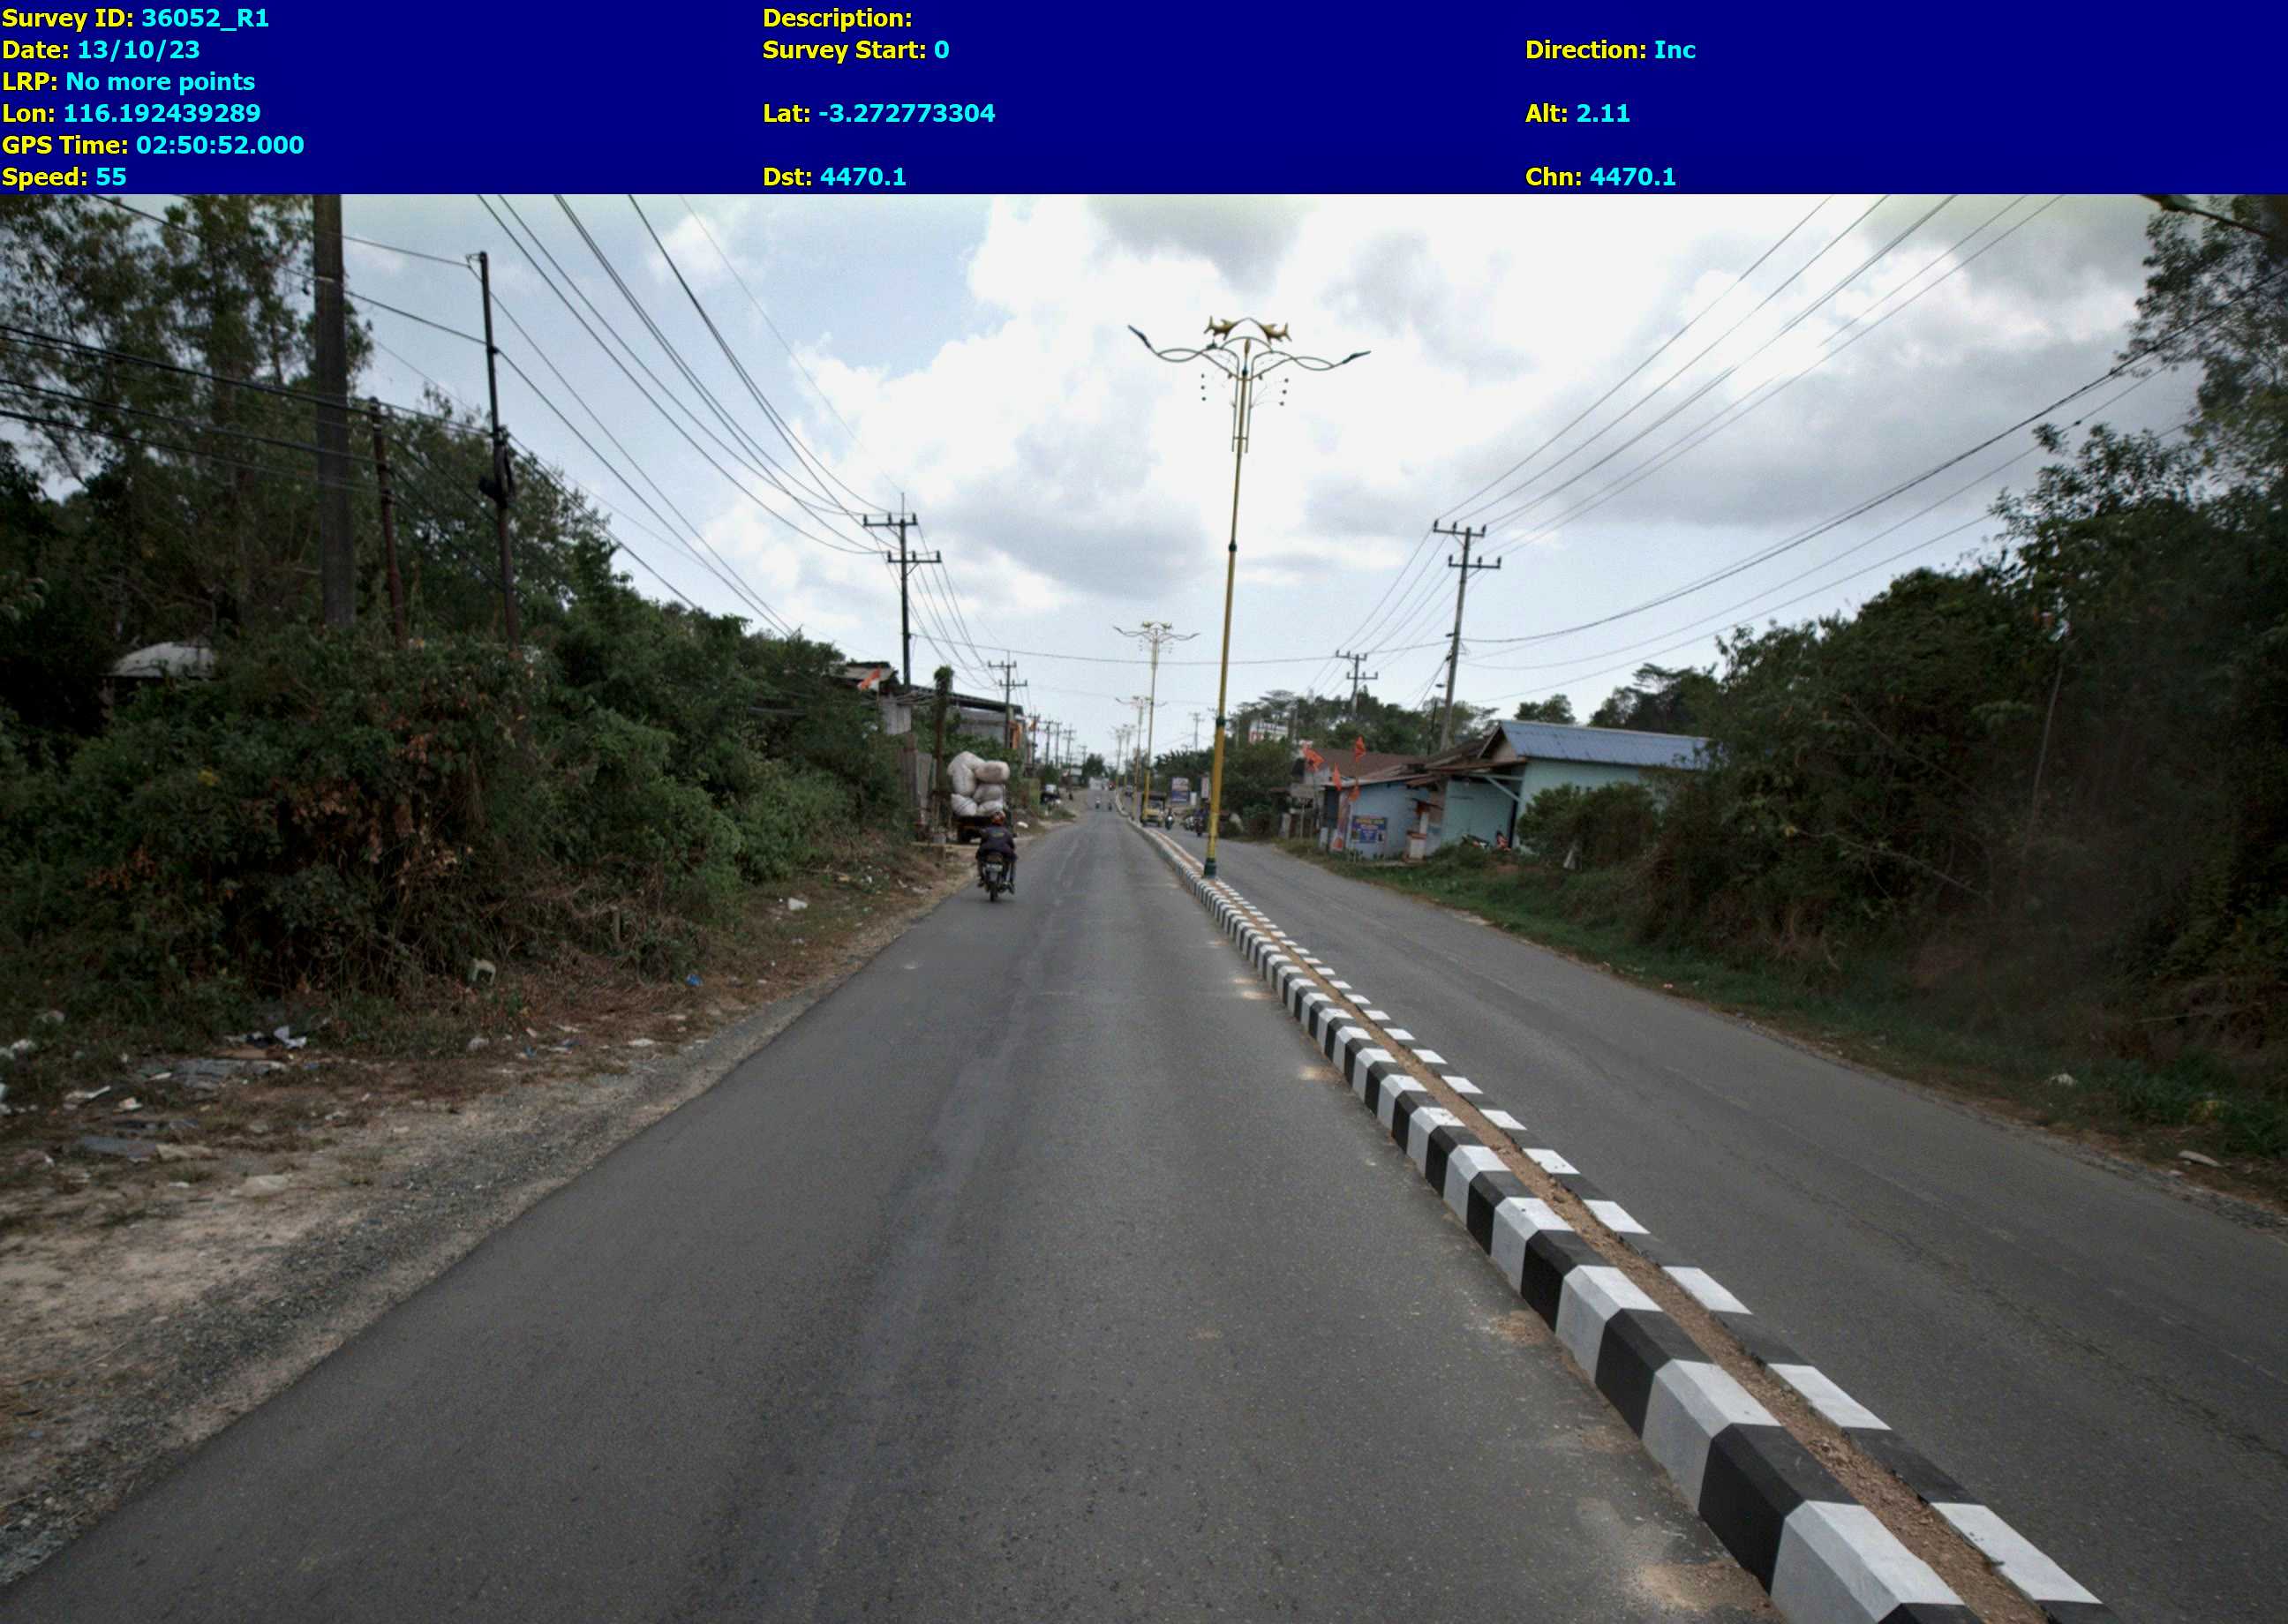 Survey ID: 36052_R1
Description:
Date: 13/10/23
Survey Start: 0
Direction: Inc
LRP: No more points
Lon: 116.192439289
Lat: -3.272773304
Alt: 2.11
GPS Time: 02:50:52.000
Speed: 55
Dst: 4470.1
Chn: 4470.1